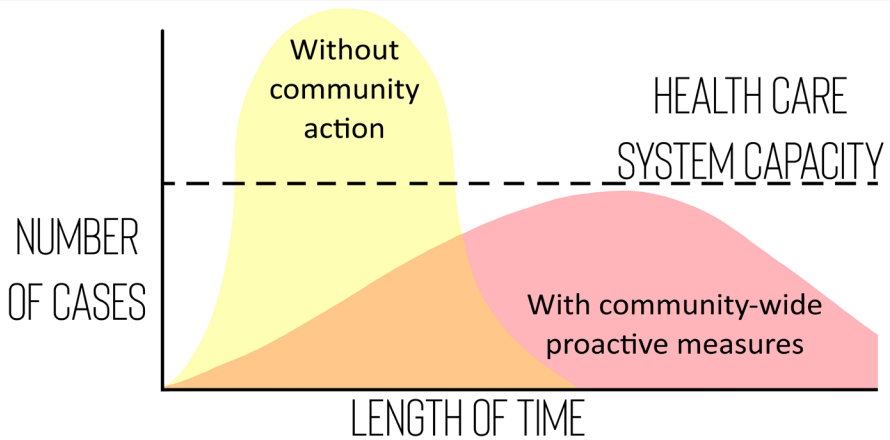 Without
community
action
HEALTH CARE
SYSTEM CAPACITY
NUMBER
OF CASES
With community-wide
proactive measures
LENGTH OF TIME